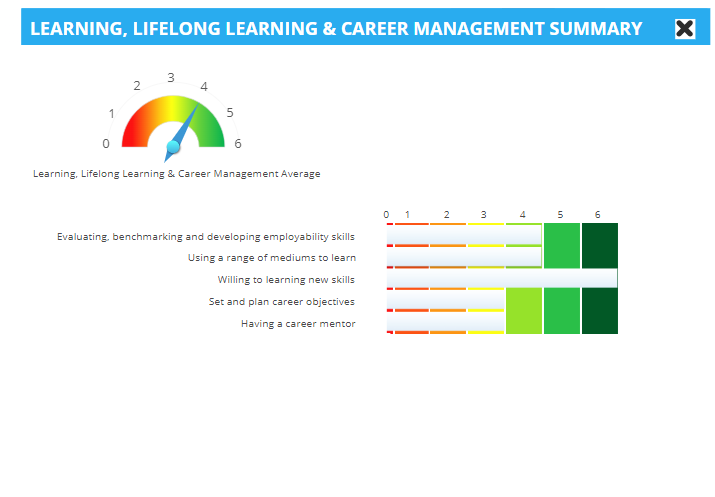 LEARNING, LIFELONG LEARNING & CAREER MANAGEMENT SUMMARY
0 1 2 3 4 5 6
Learning, Lifelong Learning & Career Management Average
0 1 2 3 4 5 6
Evaluating, benchmarking and developing employability skills
Using a range of mediums to learn
Willing to learning new skills
Set and plan career objectives
Having a career mentor